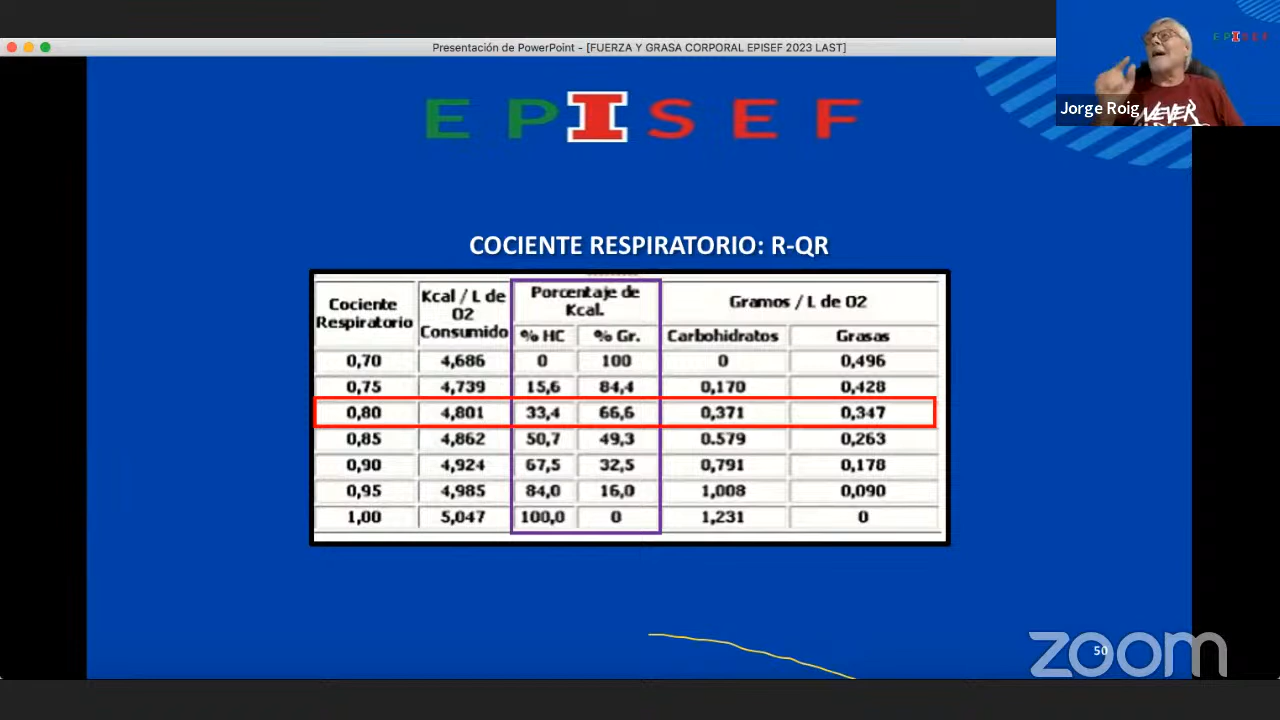 Presentación de PowerPoint - [FUERZA Y GRASA CORPORAL EPISEF 2023 LAST]
EPISEF
EPISEF
Jorge Roig
NEVER
COCIENTE RESPIRATORIO: R-QR
Cociente Respiratorio Kcal / L de O2 Consumido Porcentaje de Kcal. Gramos / L de O2
% HC % Gr. Carbohidratos Grasas
0,70 4,686 0 100 0 0,496
0,75 4,739 15,6 84,4 0,170 0,428
0,80 4,801 33,4 66,6 0,371 0,347
0,85 4,862 50,7 49,3 0.579 0,263
0,90 4,924 67,5 32,5 0,791 0,178
0,95 4,985 84,0 16,0 1,008 0,090
1,00 5,047 100,0 0 1,231 0
50
zoom